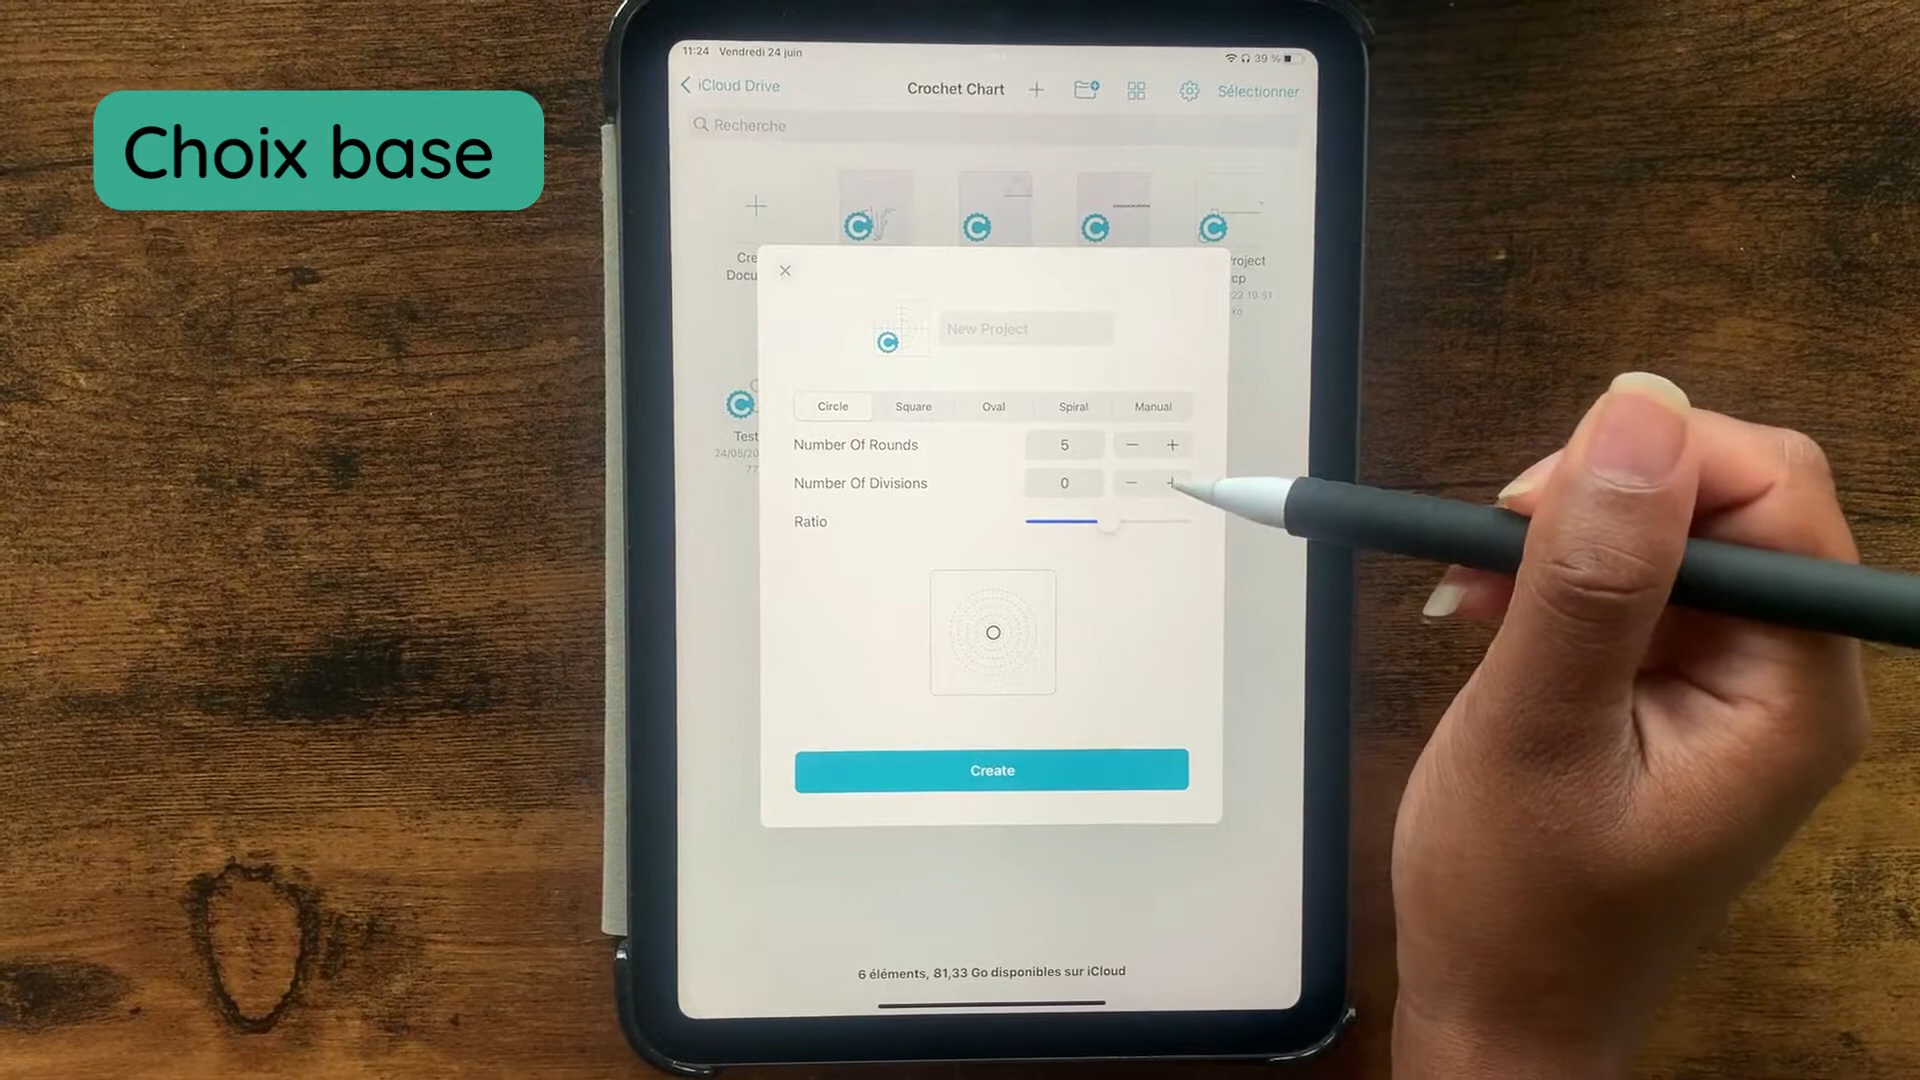 Choix base
11:24 Vendredi 24 juin
39 %
iCloud Drive
Crochet Chart
Sélectionner
Recherche
New Project
Circle Square Oval Spiral Manual
Number Of Rounds 5
Number Of Divisions 0
Ratio
Create
Test
6 éléments, 81,33 Go disponibles sur iCloud